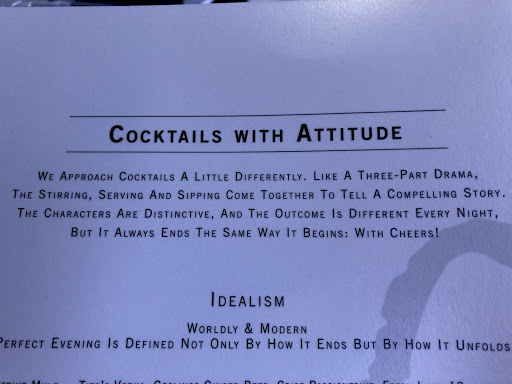 Cocktails with Attitude
We Approach Cocktails A Little Differently. Like A Three-Part Drama,
The Stirring, Serving And Sipping Come Together To Tell A Compelling Story.
The Characters Are Distinctive, And The Outcome Is Different Every Night,
But It Always Ends The Same Way It Begins: With Cheers!
Idealism
Worldly & Modern
Perfect Evening Is Defined Not Only By How It Ends But By How It Unfolds
Tito's Vodka,